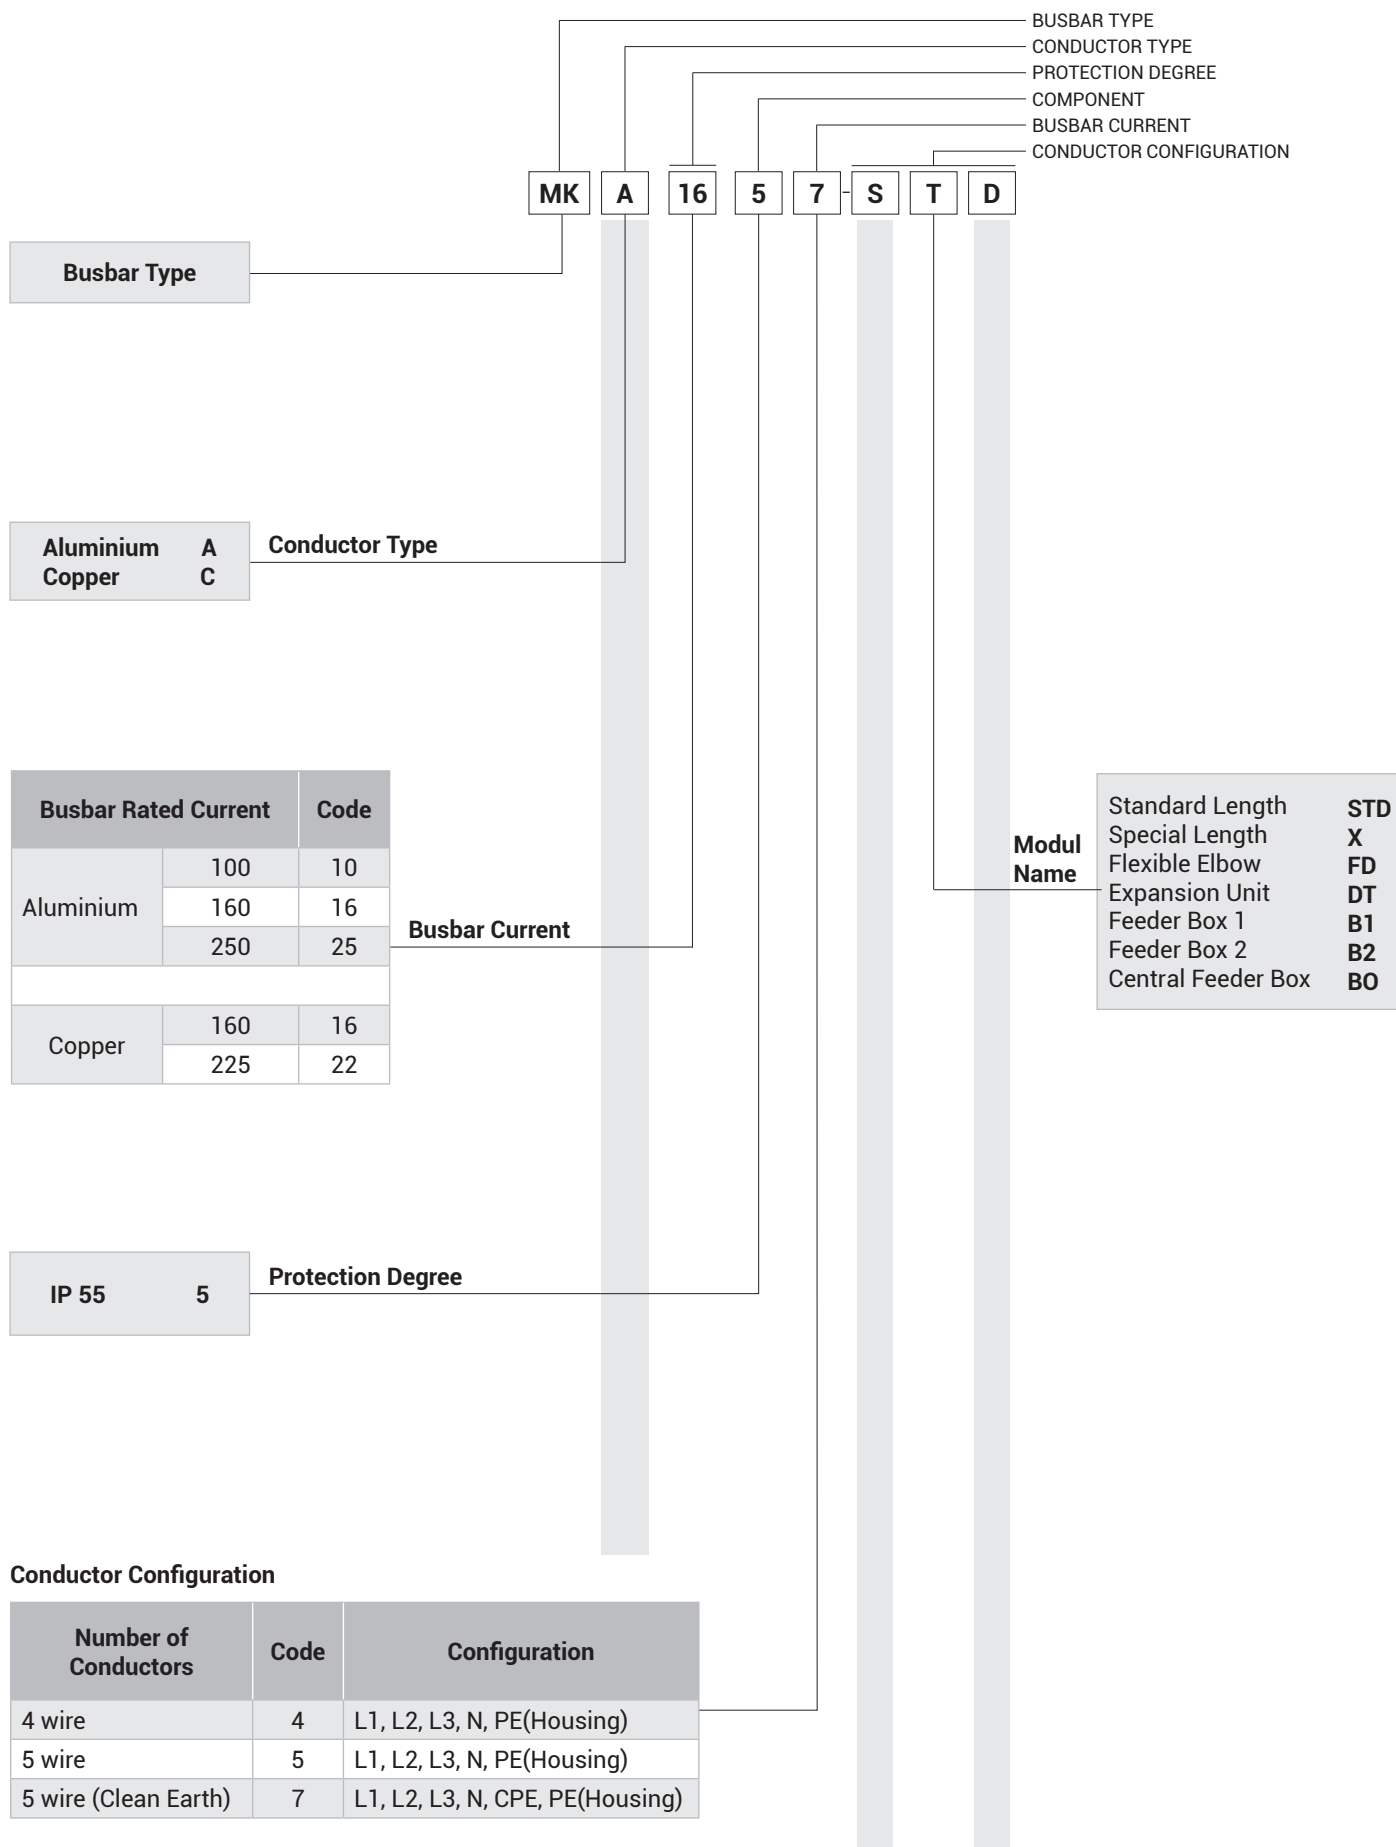 BUSBAR TYPE
CONDUCTOR TYPE
PROTECTION DEGREE
COMPONENT
BUSBAR CURRENT
CONDUCTOR CONFIGURATION
MK A 16 5 7 - S T D
Busbar Type
Aluminium A
Copper C
Conductor Type
Busbar Rated Current Code
Aluminium
100 10
160 16
250 25
Copper
160 16
225 22
Busbar Current
Modul
Name
Standard Length STD
Special Length X
Flexible Elbow FD
Expansion Unit DT
Feeder Box 1 B1
Feeder Box 2 B2
Central Feeder Box BO
IP 55 5
Protection Degree
Conductor Configuration
Number of
Conductors
Code
Configuration
4 wire 4 L1, L2, L3, N, PE(Housing)
5 wire 5 L1, L2, L3, N, PE(Housing)
5 wire (Clean Earth) 7 L1, L2, L3, N, CPE, PE(Housing)